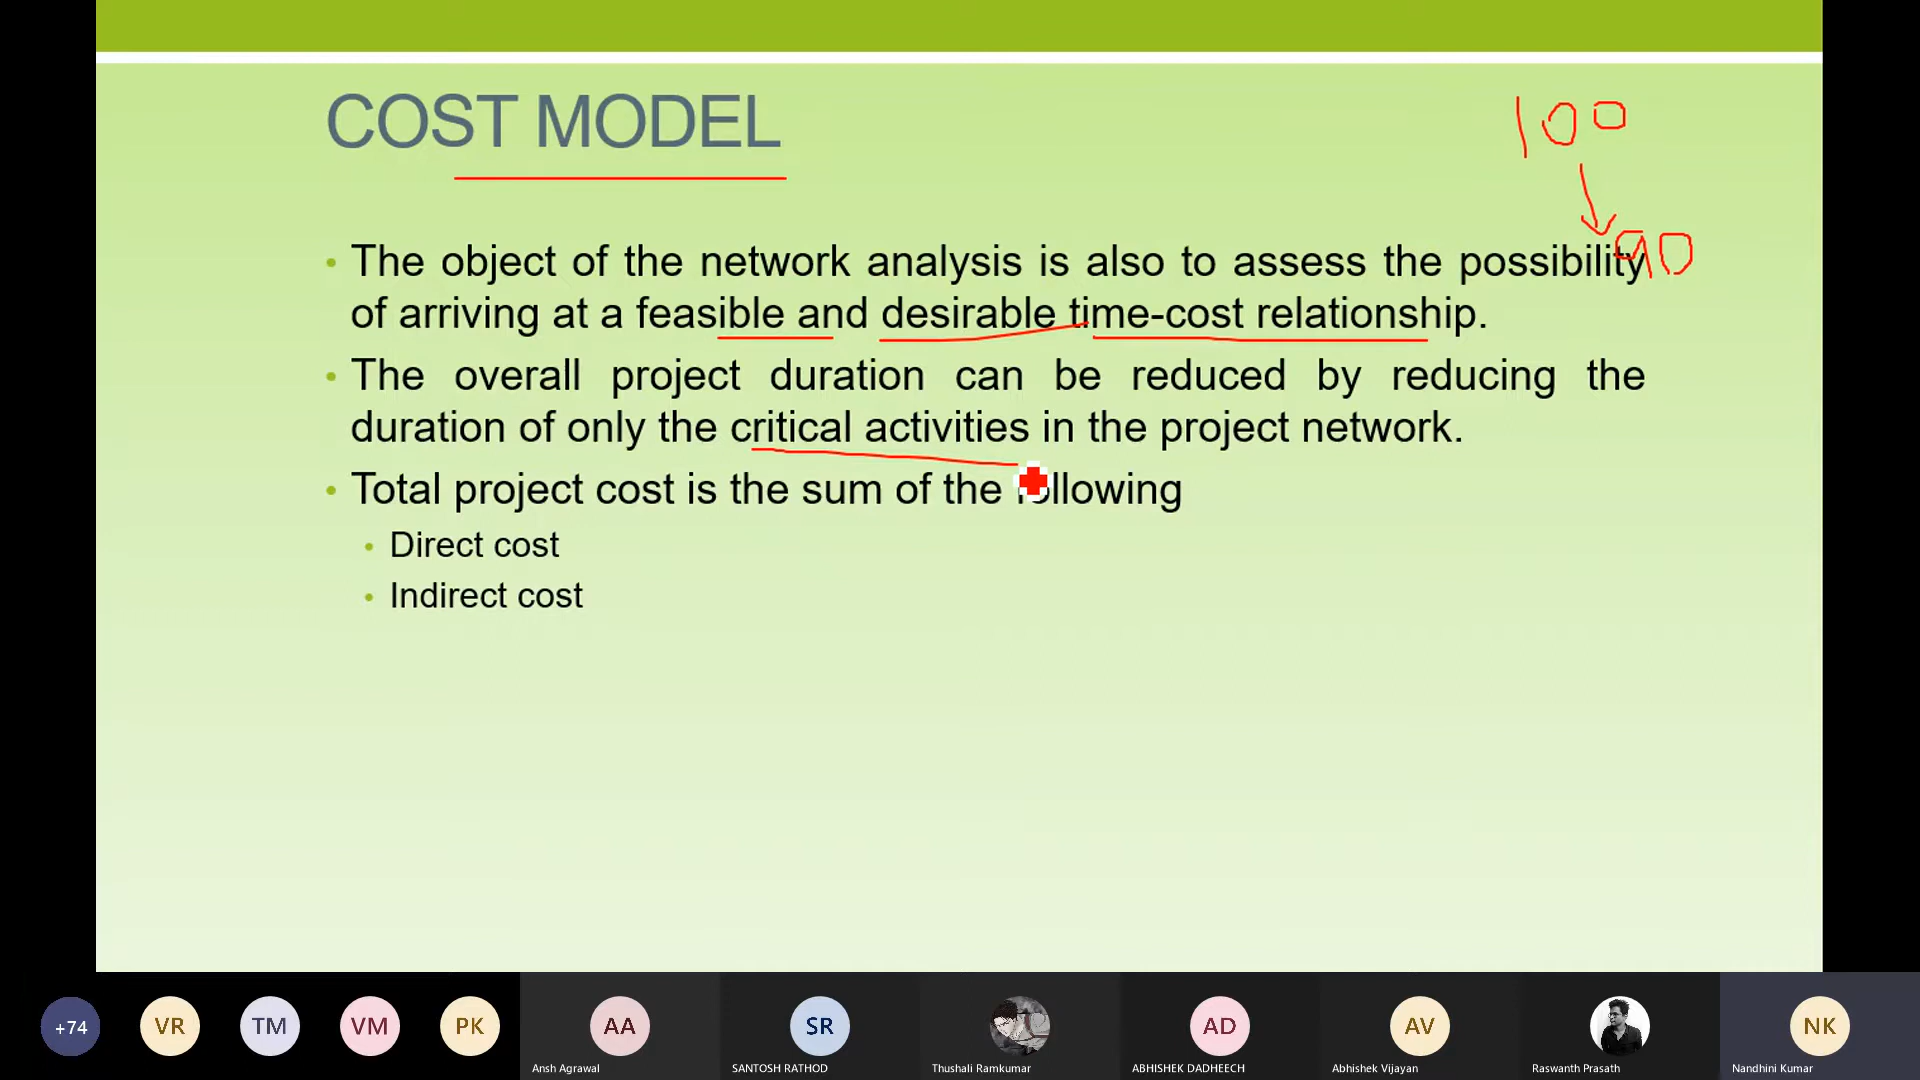 COST MODEL
100
90
• The object of the network analysis is also to assess the possibility
of arriving at a feasible and desirable time-cost relationship.
• The overall project duration can be reduced by reducing the
duration of only the critical activities in the project network.
• Total project cost is the sum of the following
• Direct cost
• Indirect cost
+74 VR TM VM PK AA SR AD AV NK
Ansh Agrawal SANTOSH RATHOD Thushali Ramkumar ABHISHEK DADHEECH Abhishek Vijayan Raswanth Prasath Nandhini Kumar